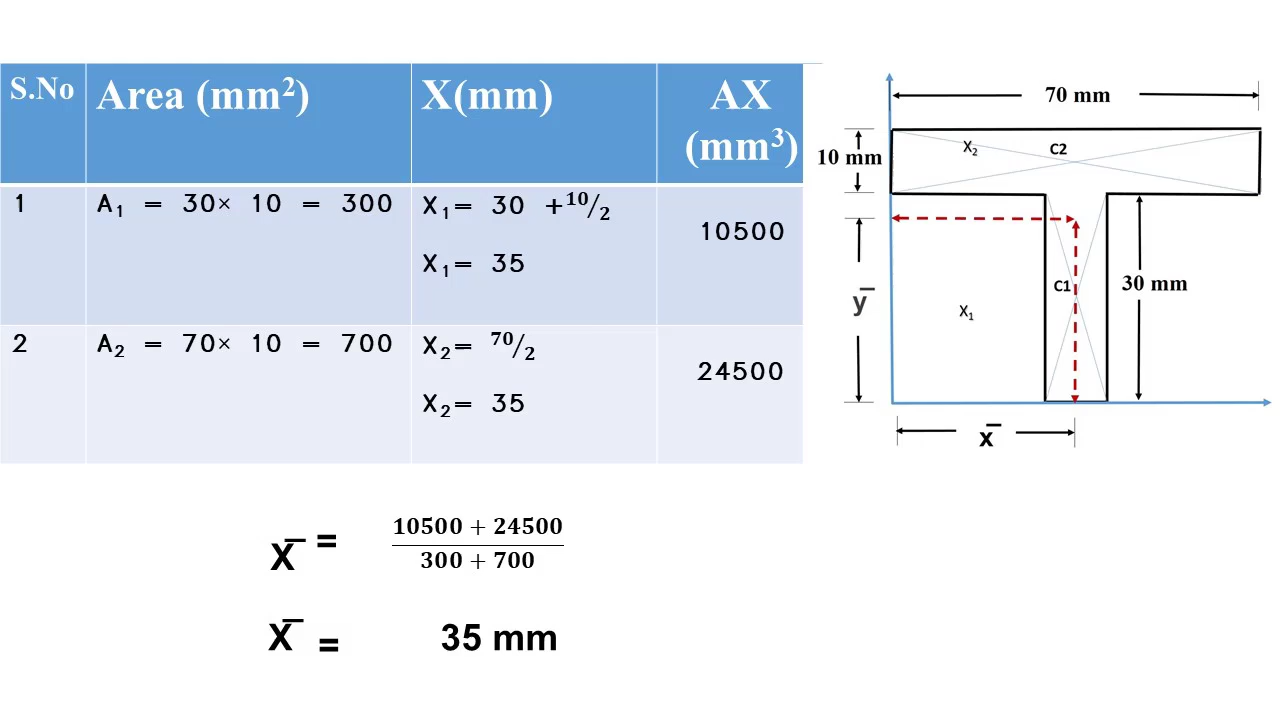 S.No Area (mm²) X(mm) AX (mm³)
1 A₁ = 30× 10 = 300 X₁= 30 +¹⁰/₂
X₁= 35
10500
2 A₂ = 70× 10 = 700 X₂= ⁷⁰/₂
X₂= 35
24500
x̄ = (10500 + 24500)/(300 + 700)
x̄ = 35 mm
70 mm
10 mm
X₂
C2
ȳ
X₁
C1
30 mm
x̄